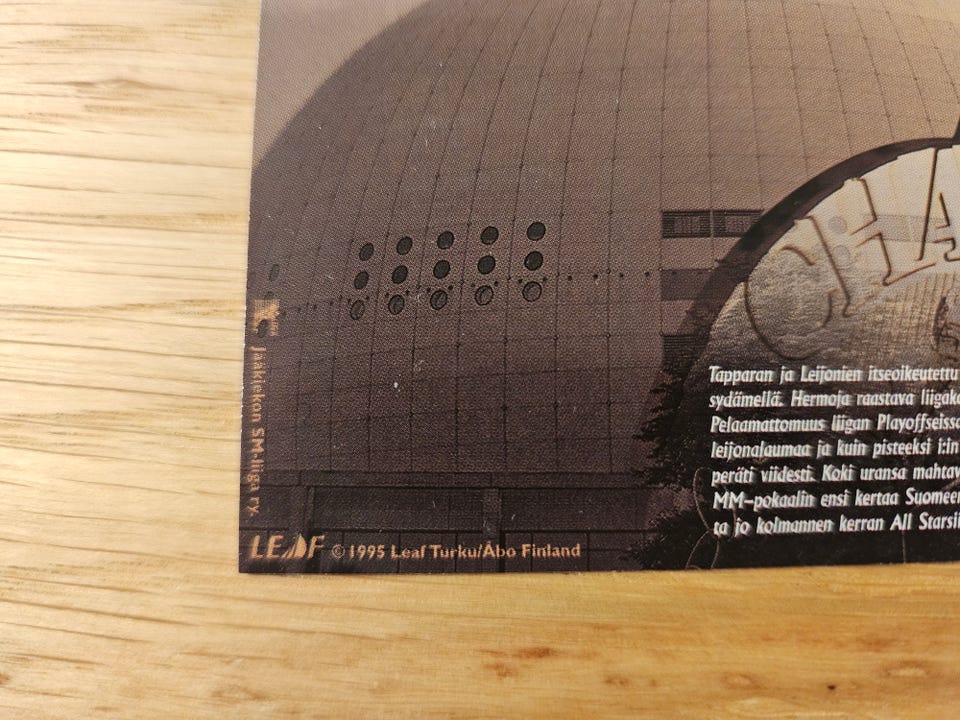 CHA
Tapparan ja Leijonien itseoikeutettu
sydämellä. Hermoja raastava liigak
Pelaamattomuus liigan Playoffseiss
leijonalaumaa ja kuin pisteeksi i:in
peräti viidesti. Koki uransa mahtav
MM-pokaalin ensi kertaa Suomeen
ta jo kolmannen kerran All Starsi
Jääkiekon SM-liiga ry.
LEAF © 1995 Leaf Turku/Åbo Finland